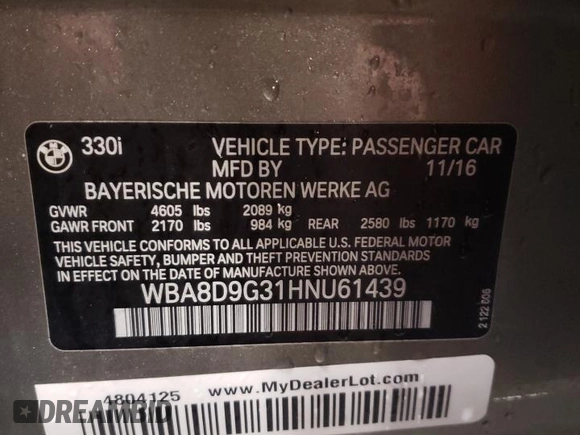 330i VEHICLE TYPE: PASSENGER CAR
MFD BY 11/16
BAYERISCHE MOTOREN WERKE AG
GVWR 4605 lbs 2089 kg
GAWR FRONT 2170 lbs 984 kg REAR 2580 lbs 1170 kg
THIS VEHICLE CONFORMS TO ALL APPLICABLE U.S. FEDERAL MOTOR
VEHICLE SAFETY, BUMPER AND THEFT PREVENTION STANDARDS
IN EFFECT ON THE DATE OF MANUFACTURE SHOWN ABOVE.
WBA8D9G31HNU61439
2 122 606
4804125 www.MyDealerLot.com
DREAMBID